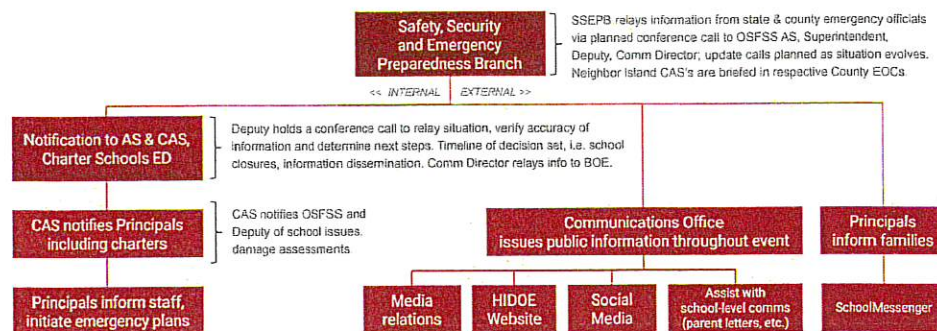 Safety, Security
and Emergency
Preparedness Branch
SSEPB relays information from state & county emergency officials
via planned conference call to OSFSS AS, Superintendent,
Deputy, Comm Director; update calls planned as situation evolves.
Neighbor Island CAS's are briefed in respective County EOCs.
<< INTERNAL EXTERNAL >>
Notification to AS & CAS,
Charter Schools ED
Deputy holds a conference call to relay situation, verify accuracy of
information and determine next steps. Timeline of decision set, i.e. school
closures, information dissemination. Comm Director relays info to BOE.
CAS notifies Principals
including charters
CAS notifies OSFSS and
Deputy of school issues,
damage assessments
Communications Office
issues public information throughout event
Principals
inform families
Principals inform staff,
initiate emergency plans
Media
relations
HIDOE
Website
Social
Media
Assist with
school-level comms
(parent letters, etc.)
SchoolMessenger